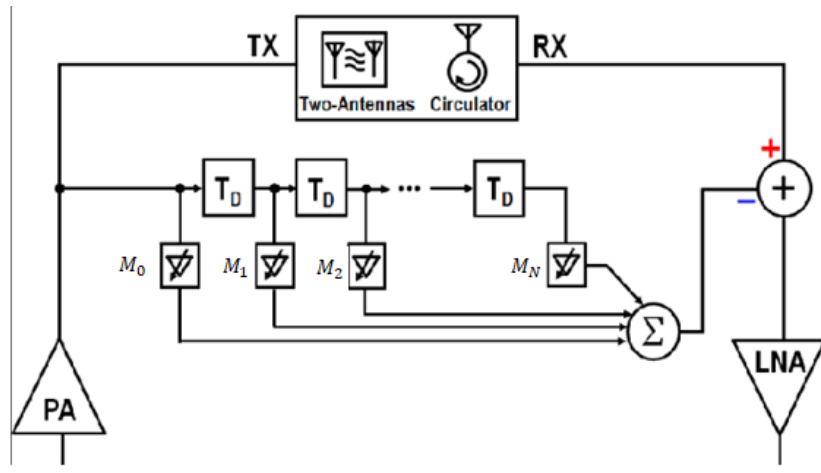 TX RX
Two-Antennas Circulator
+
T_D T_D ... T_D
− +
M_0 M_1 M_2 M_N
Σ
PA LNA